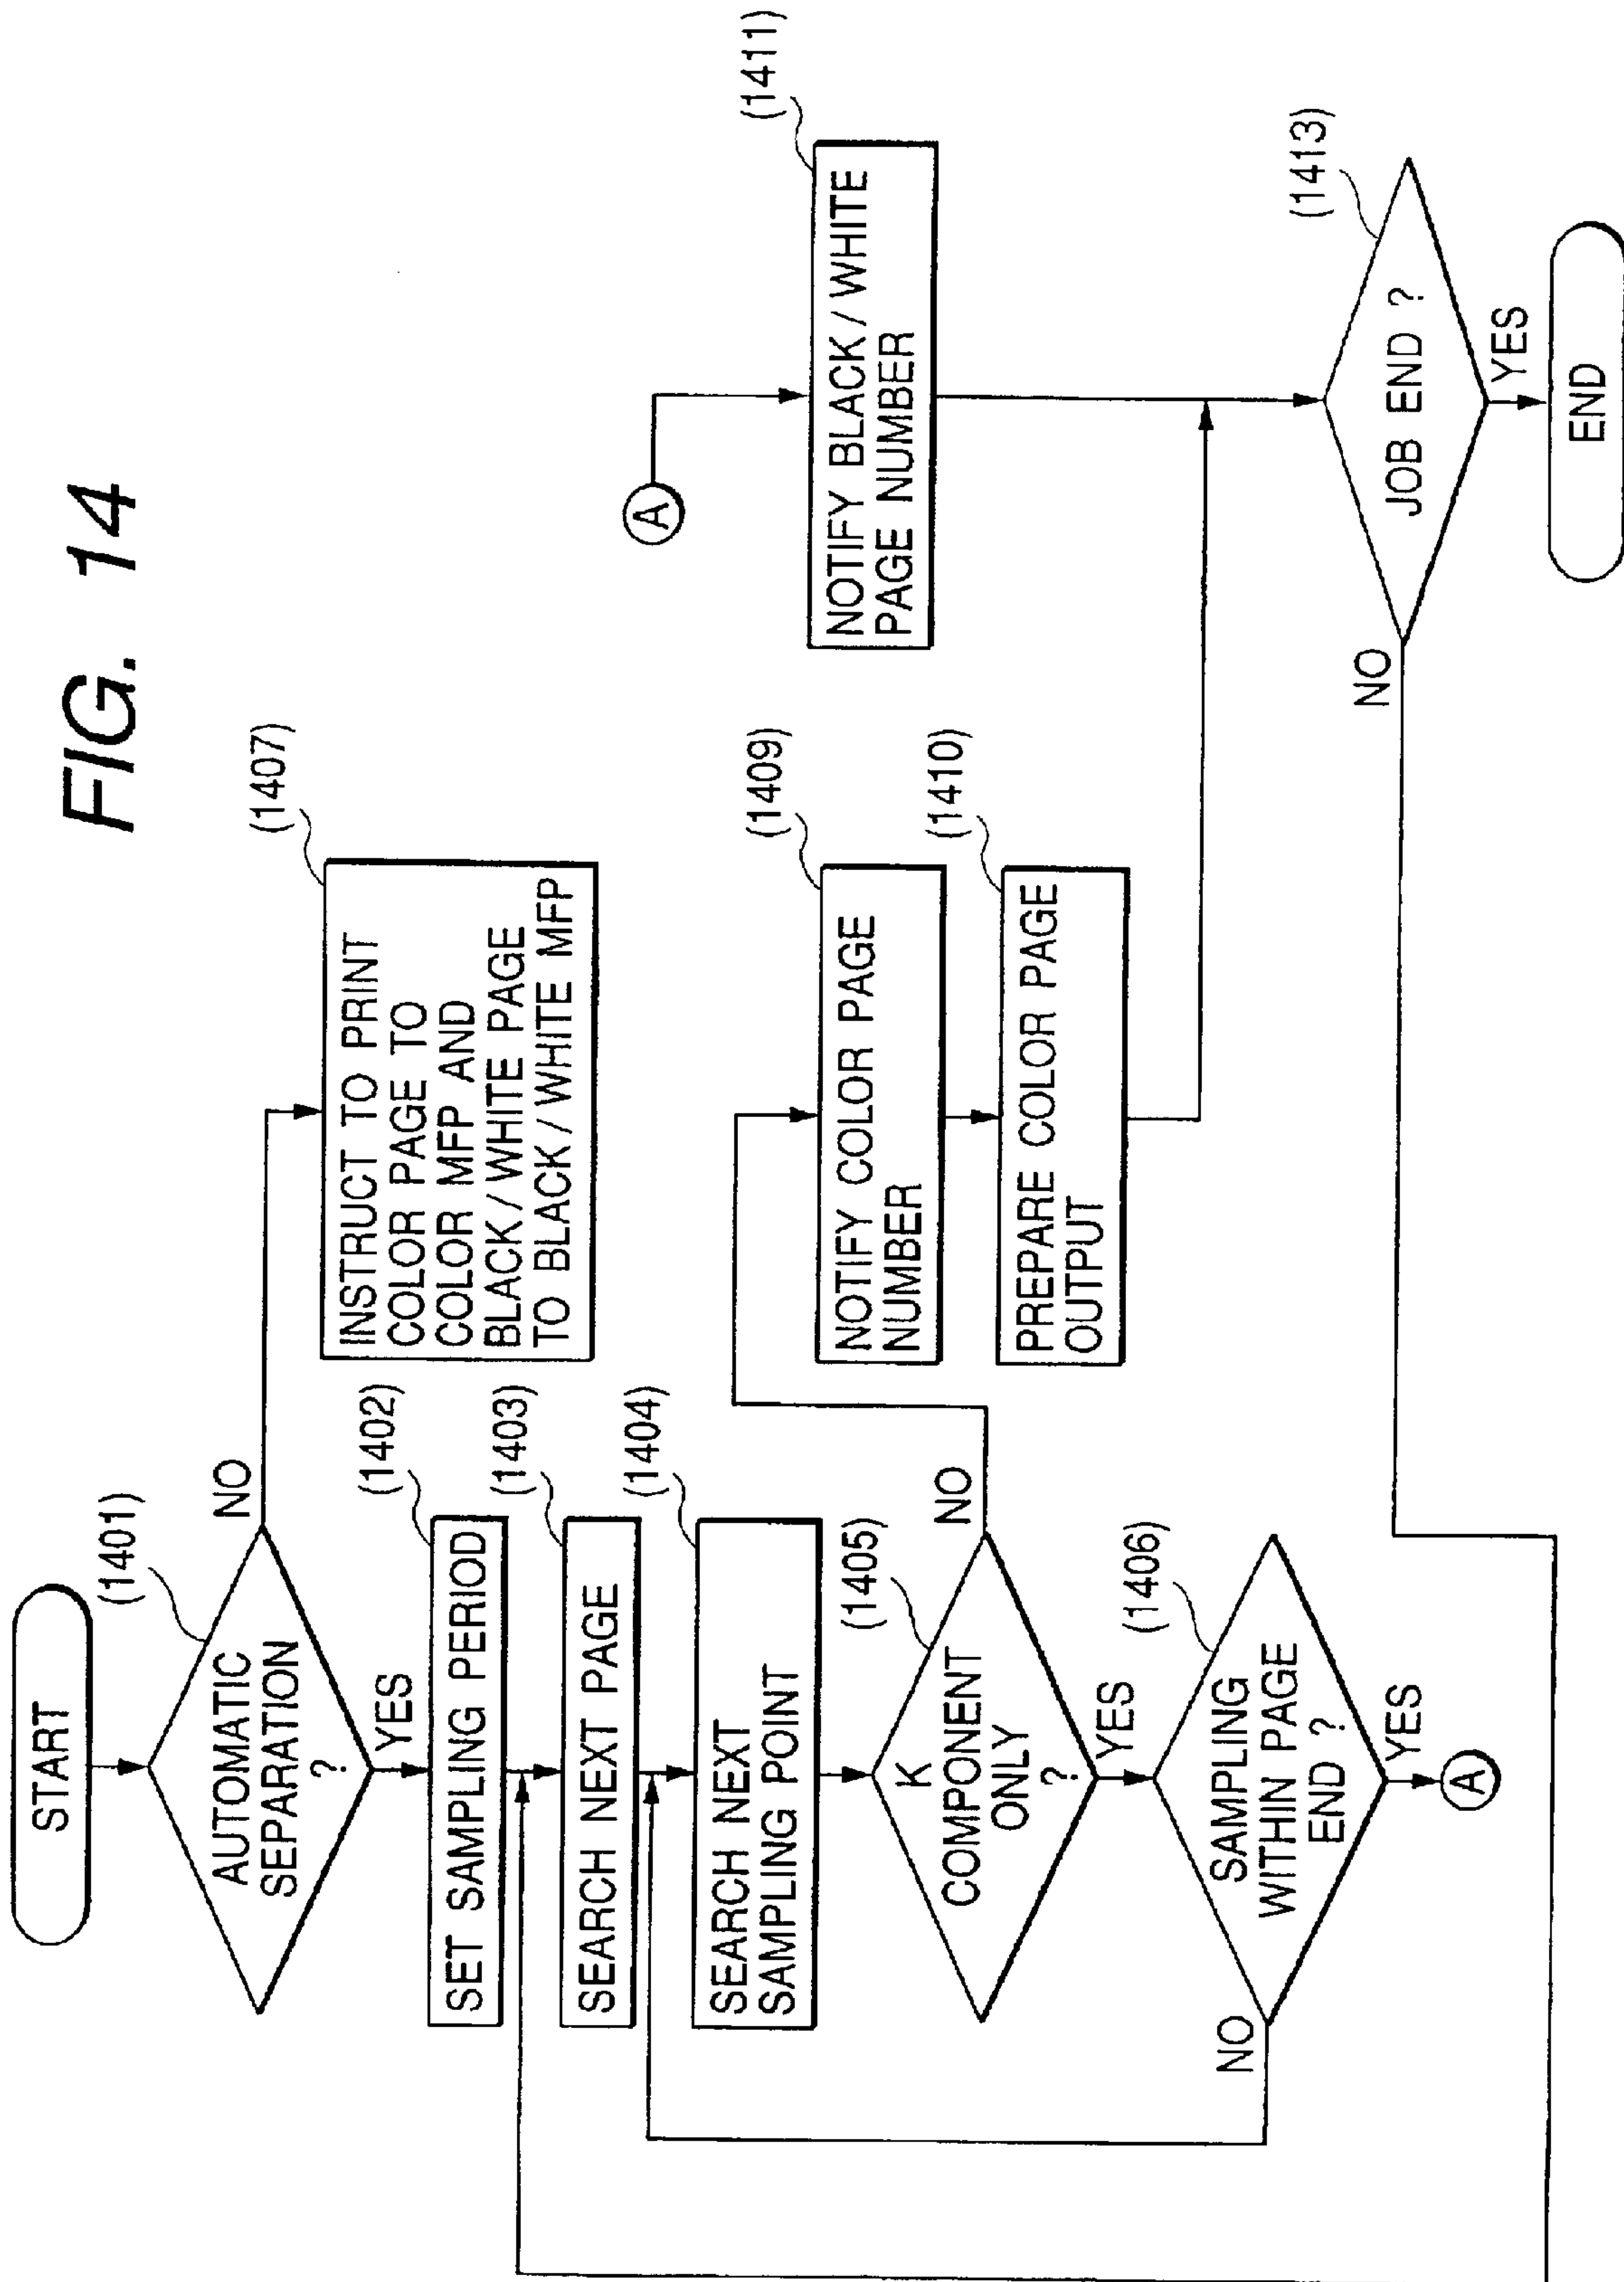 FIG. 14
START
(1401)
AUTOMATIC
SEPARATION
?
NO
YES
(1402)
SET SAMPLING PERIOD
(1403)
SEARCH NEXT PAGE
(1404)
SEARCH NEXT
SAMPLING POINT
(1405)
K
COMPONENT
ONLY
?
NO
YES
(1406)
SAMPLING
WITHIN PAGE
END ?
NO
YES
A
(1407)
INSTRUCT TO PRINT
COLOR PAGE TO
COLOR MFP AND
BLACK/WHITE PAGE
TO BLACK/WHITE MFP
(1409)
NOTIFY COLOR PAGE
NUMBER
(1410)
PREPARE COLOR PAGE
OUTPUT
A
(1411)
NOTIFY BLACK/WHITE
PAGE NUMBER
(1413)
JOB END ?
NO
YES
END